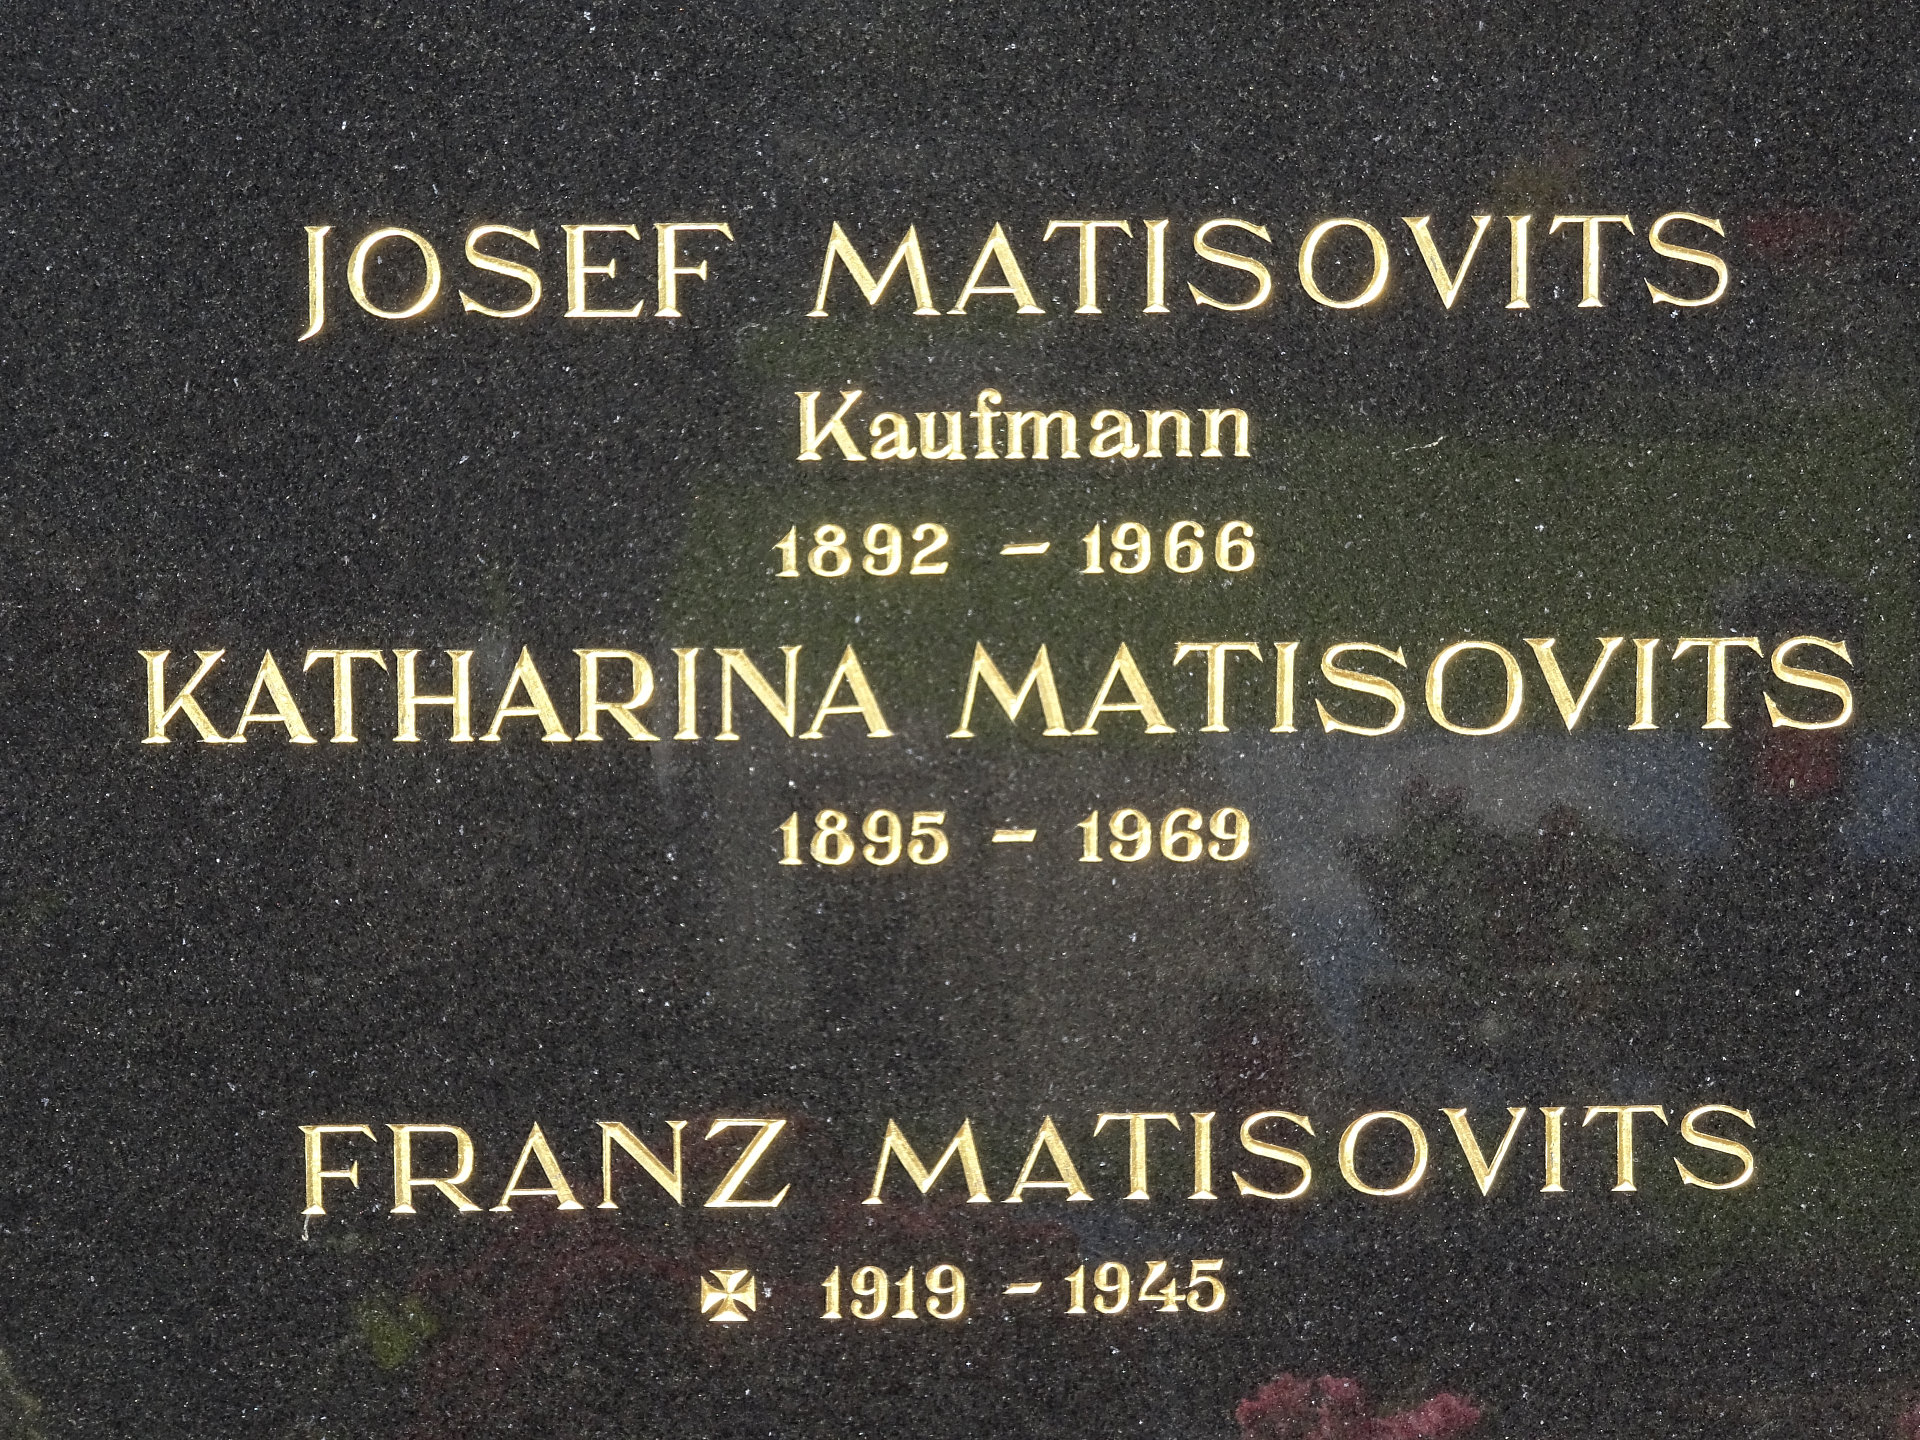 JOSEF MATISOVITS
Kaufmann
1892 - 1966
KATHARINA MATISOVITS
1895 - 1969
FRANZ MATISOVITS
✠ 1919 - 1945